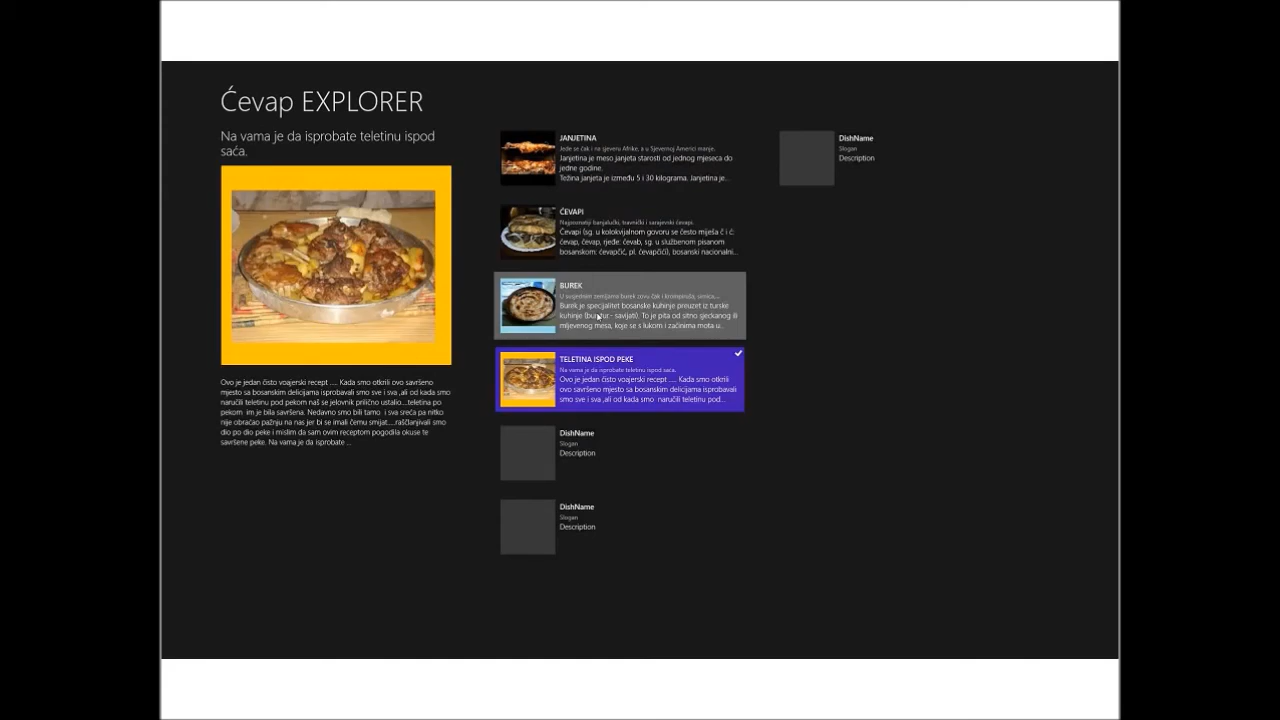 Ćevap EXPLORER
Na vama je da isprobate teletinu ispod
saća.
Ovo je jedan čisto voajerski recept .... Kada smo otkrili ovo savršeno
mjesto sa bosanskim delicijama isprobavali smo sve i sva ,ali od kada smo
naručili teletinu pod pekom naš se jelovnik prilično ustalio...teletina po
pekom im je bila savršena. Nedavno smo bili tamo i sva sreća pa nitko
nije obraćao pažnju na nas jer bi se imali čemu smijat....raščlanjivali smo
dio po dio peke i mislim da sam ovim receptom pogodila okuse te
savršene peke. Na vama je da isprobate ...
JANJETINA
Jede se čak i na sjeveru Afrike, a u Sjevernoj Americi manje.
Janjetina je meso janjeta starosti od jednog mjeseca do
jedne godine.
Težina janjeta je između 5 i 30 kilograma. Janjetina je...
ĆEVAPI
Najpoznatiji banjalučki, travnički i sarajevski ćevapi.
Ćevapi (sg. u kolokvijalnom govoru se često miješa č i ć:
ćevap, čevap, rjeđe: ćevab, sg. u službenom pisanom
bosanskom: ćevapčić, pl. ćevapčići), bosanski nacionalni...
BUREK
U susjednim zemljama burek zovu čak i krompiruša, sirnica,...
Burek je specijalitet bosanske kuhinje preuzet iz turske
kuhinje (burmur - savijati). To je pita od sitno sjeckanog ili
mljevenog mesa, koje se s lukom i začinima mota u...
TELETINA ISPOD PEKE
Na vama je da isprobate teletinu ispod saća.
Ovo je jedan čisto voajerski recept .... Kada smo otkrili
ovo savršeno mjesto sa bosanskim delicijama isprobavali
smo sve i sva ,ali od kada smo naručili teletinu pod...
DishName
Slogan
Description
DishName
Slogan
Description
DishName
Slogan
Description